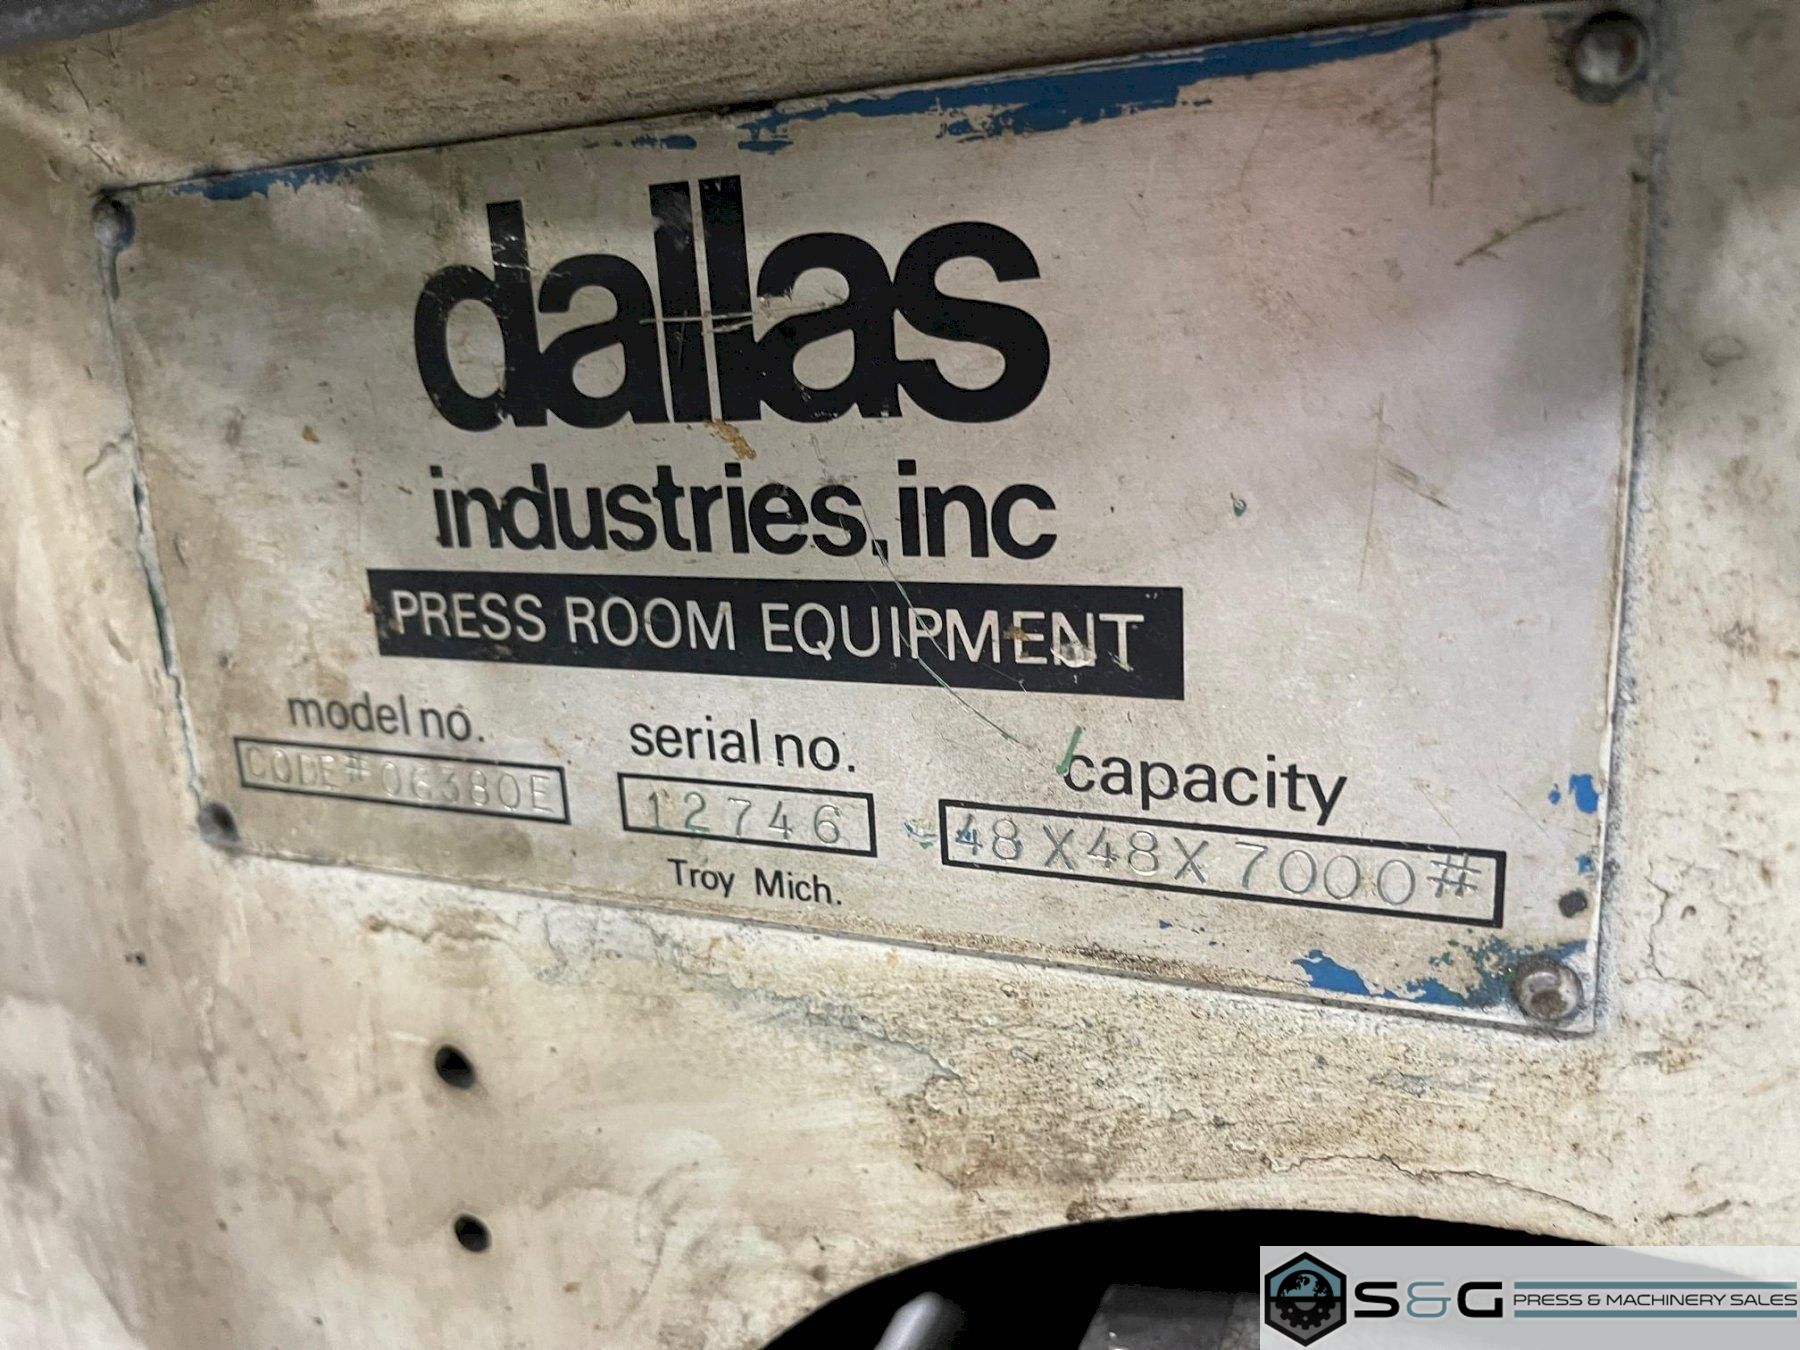 dallas
industries, inc
PRESS ROOM EQUIPMENT
model no. serial no. capacity
CODE# 06380E 12746 48X48X7000#
Troy Mich.
S&G PRESS & MACHINERY SALES